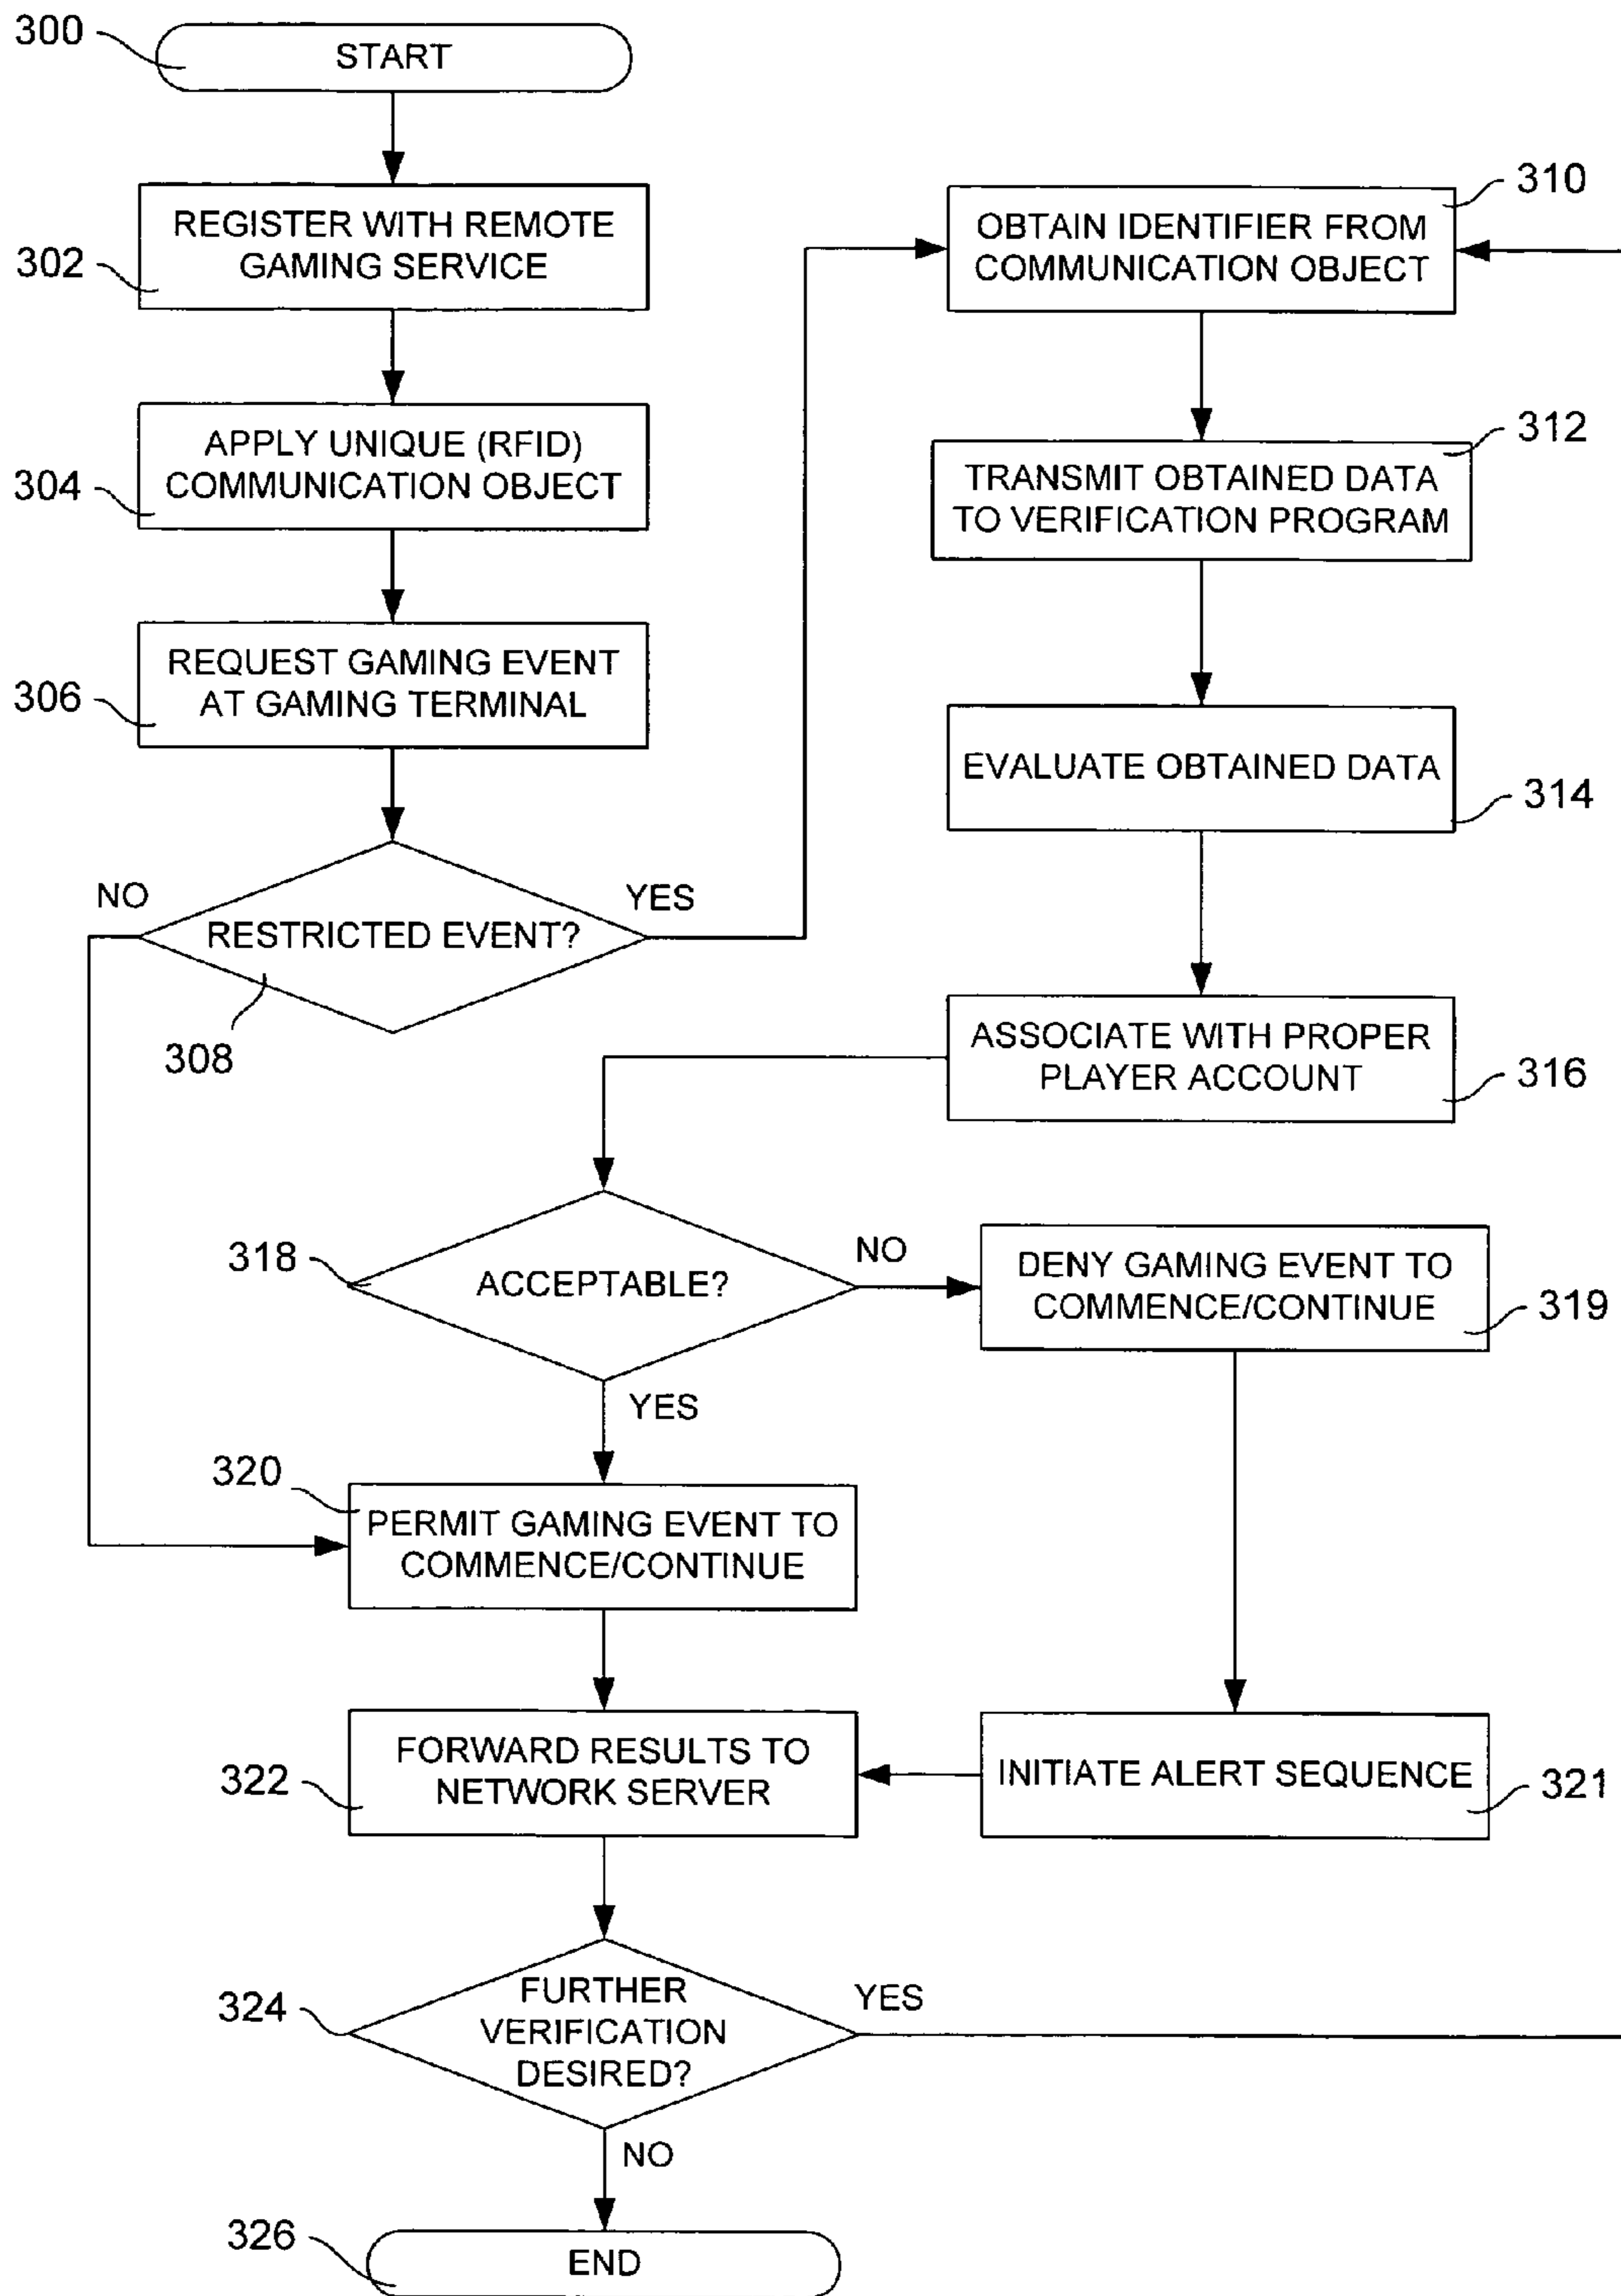 300
START
302
REGISTER WITH REMOTE
GAMING SERVICE
304
APPLY UNIQUE (RFID)
COMMUNICATION OBJECT
306
REQUEST GAMING EVENT
AT GAMING TERMINAL
NO
YES
RESTRICTED EVENT?
308
310
OBTAIN IDENTIFIER FROM
COMMUNICATION OBJECT
312
TRANSMIT OBTAINED DATA
TO VERIFICATION PROGRAM
EVALUATE OBTAINED DATA
314
ASSOCIATE WITH PROPER
PLAYER ACCOUNT
316
318
ACCEPTABLE?
NO
YES
DENY GAMING EVENT TO
COMMENCE/CONTINUE
319
320
PERMIT GAMING EVENT TO
COMMENCE/CONTINUE
322
FORWARD RESULTS TO
NETWORK SERVER
INITIATE ALERT SEQUENCE
321
324
FURTHER
VERIFICATION
DESIRED?
YES
NO
326
END